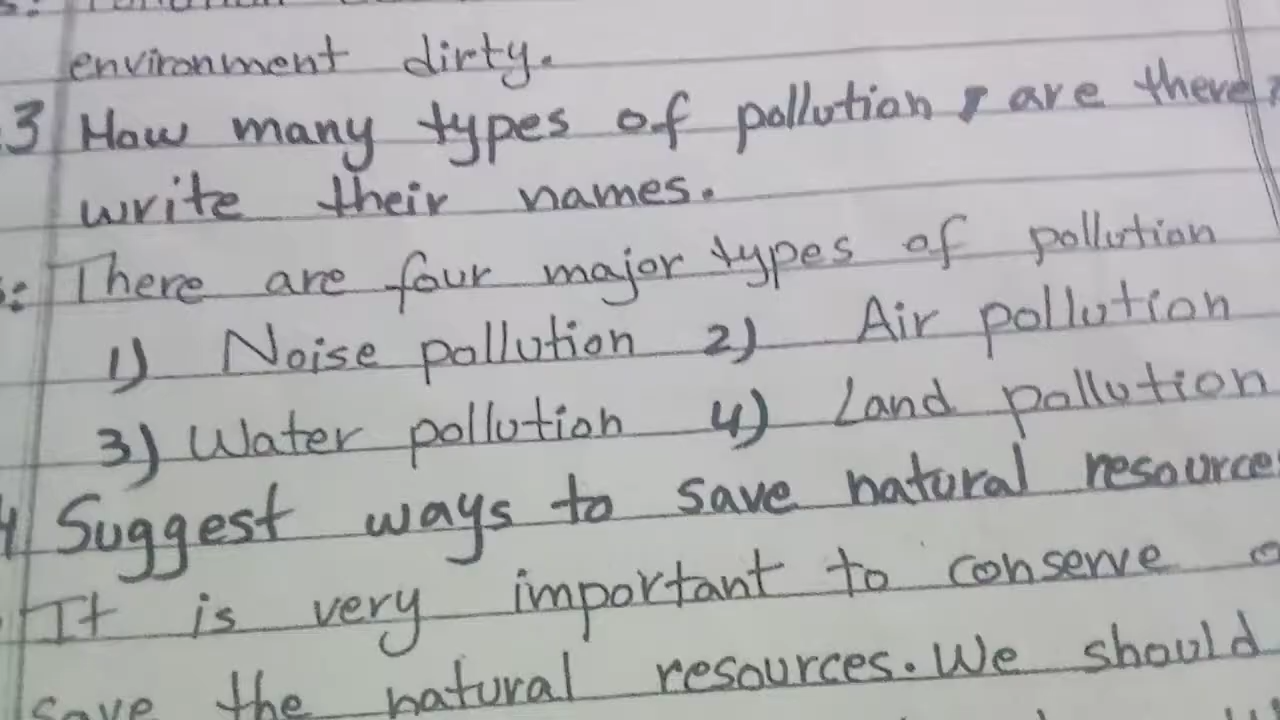 environment dirty.
3 How many types of pollution, are there?
write their names.
: There are four major types of pollution
1) Noise pollution 2) Air pollution
3) Water pollution 4) Land pollution
4 Suggest ways to save natural resource
It is very important to conserve
save the natural resources. We should